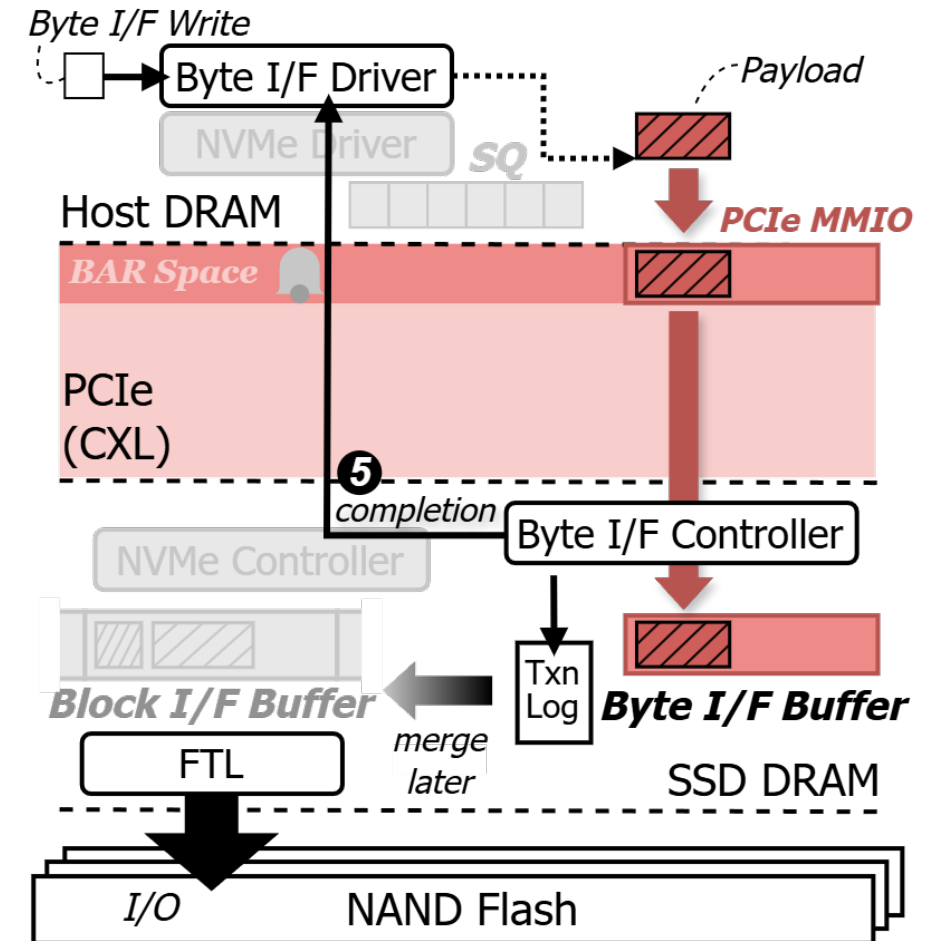 Byte I/F Write
Byte I/F Driver
Payload
NVMe Driver
SQ
Host DRAM
PCIe MMIO
BAR Space
PCIe
(CXL)
5
completion
Byte I/F Controller
NVMe Controller
Txn
Log
Block I/F Buffer
Byte I/F Buffer
merge
later
FTL
SSD DRAM
I/O
NAND Flash